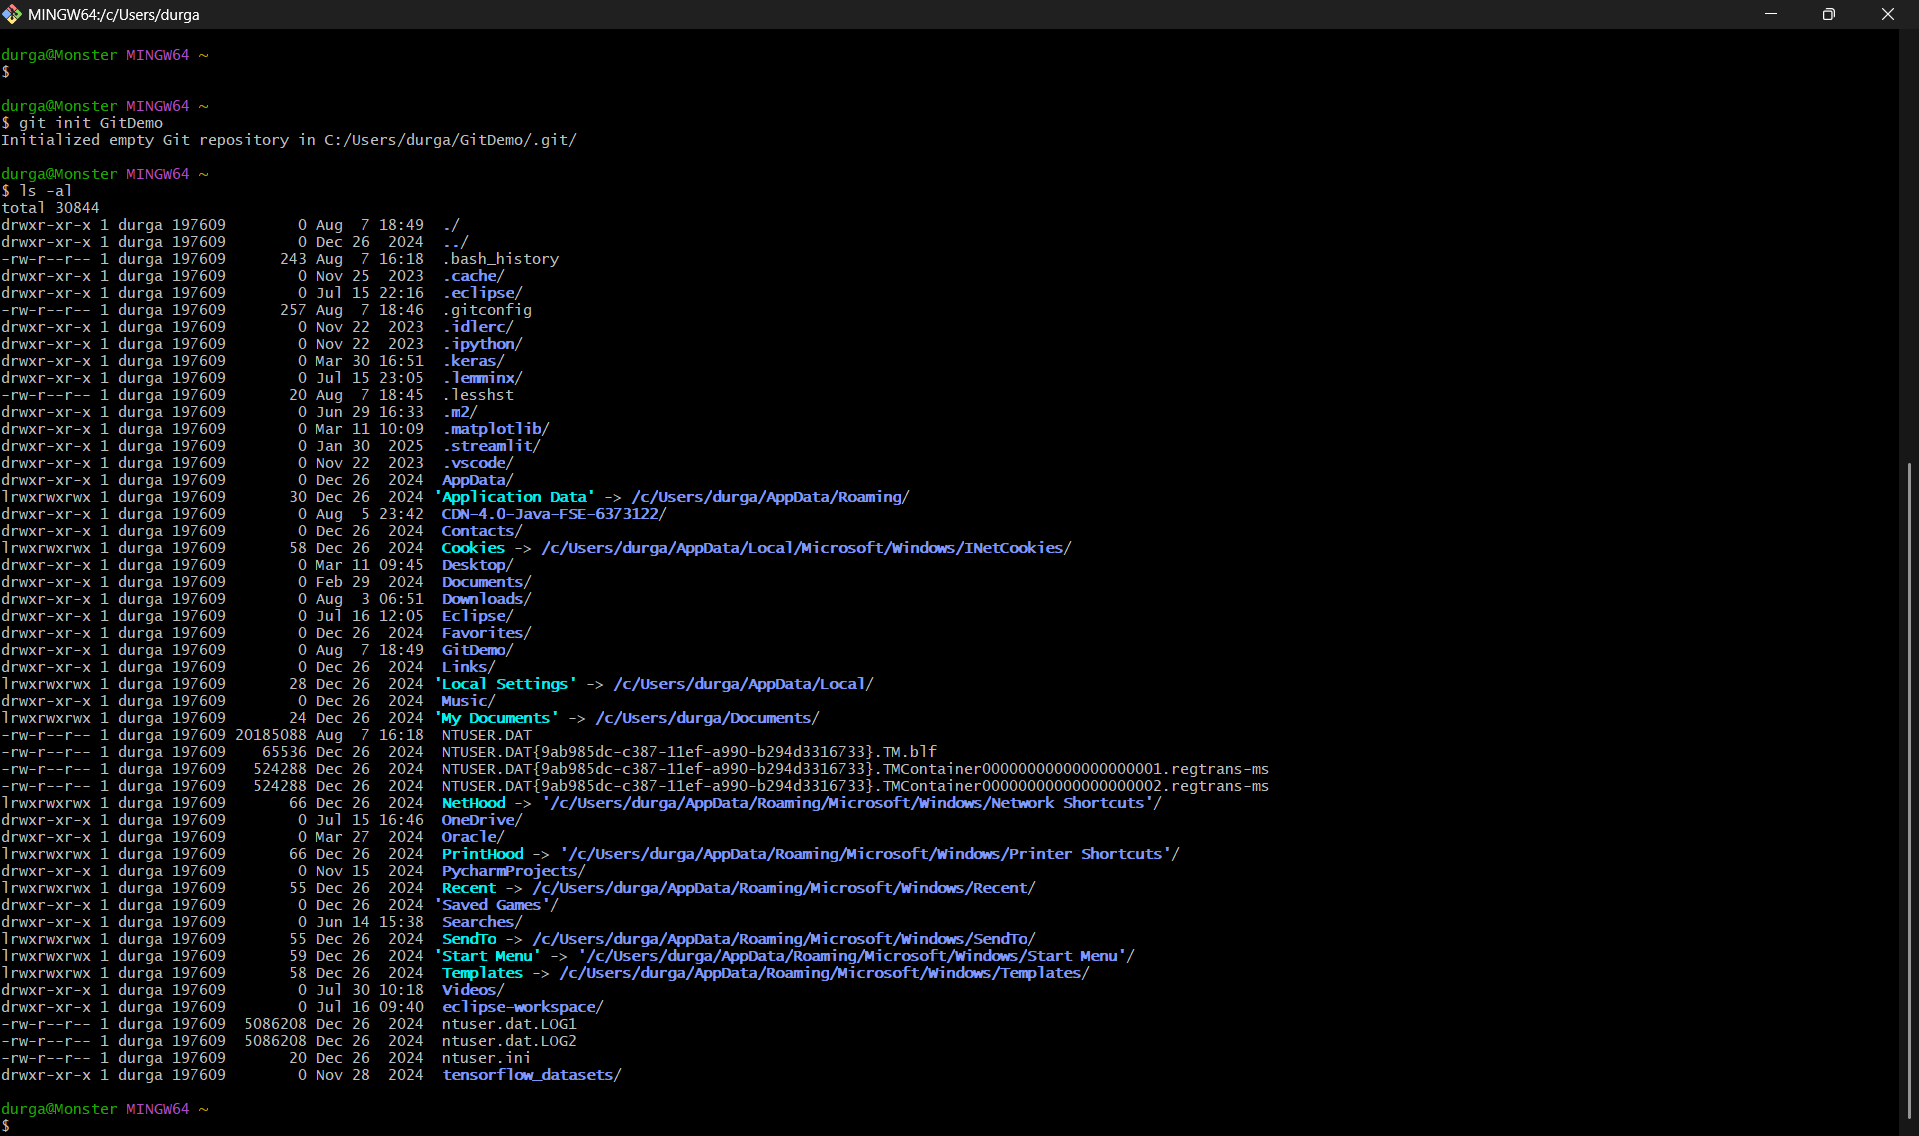 MINGW64:/c/Users/durga
durga@Monster MINGW64 ~
$
durga@Monster MINGW64 ~
$ git init GitDemo
Initialized empty Git repository in C:/Users/durga/GitDemo/.git/
durga@Monster MINGW64 ~
$ ls -al
total 30844
drwxr-xr-x 1 durga 197609        0 Aug  7 18:49  ./
drwxr-xr-x 1 durga 197609        0 Dec 26  2024  ../
-rw-r--r-- 1 durga 197609      243 Aug  7 16:18  .bash_history
drwxr-xr-x 1 durga 197609        0 Nov 25  2023  .cache/
drwxr-xr-x 1 durga 197609        0 Jul 15 22:16  .eclipse/
-rw-r--r-- 1 durga 197609      257 Aug  7 18:46  .gitconfig
drwxr-xr-x 1 durga 197609        0 Nov 22  2023  .idlerc/
drwxr-xr-x 1 durga 197609        0 Nov 22  2023  .ipython/
drwxr-xr-x 1 durga 197609        0 Mar 30 16:51  .keras/
drwxr-xr-x 1 durga 197609        0 Jul 15 23:05  .lemminx/
-rw-r--r-- 1 durga 197609       20 Aug  7 18:45  .lesshst
drwxr-xr-x 1 durga 197609        0 Jun 29 16:33  .m2/
drwxr-xr-x 1 durga 197609        0 Mar 11 10:09  .matplotlib/
drwxr-xr-x 1 durga 197609        0 Jan 30  2025  .streamlit/
drwxr-xr-x 1 durga 197609        0 Nov 22  2023  .vscode/
drwxr-xr-x 1 durga 197609        0 Dec 26  2024  AppData/
lrwxrwxrwx 1 durga 197609       30 Dec 26  2024 'Application Data' -> /c/Users/durga/AppData/Roaming/
drwxr-xr-x 1 durga 197609        0 Aug  5 23:42  CDN-4.0-Java-FSE-6373122/
drwxr-xr-x 1 durga 197609        0 Dec 26  2024  Contacts/
lrwxrwxrwx 1 durga 197609       58 Dec 26  2024  Cookies -> /c/Users/durga/AppData/Local/Microsoft/Windows/INetCookies/
drwxr-xr-x 1 durga 197609        0 Mar 11 09:45  Desktop/
drwxr-xr-x 1 durga 197609        0 Feb 29  2024  Documents/
drwxr-xr-x 1 durga 197609        0 Aug  3 06:51  Downloads/
drwxr-xr-x 1 durga 197609        0 Jul 16 12:05  Eclipse/
drwxr-xr-x 1 durga 197609        0 Dec 26  2024  Favorites/
drwxr-xr-x 1 durga 197609        0 Aug  7 18:49  GitDemo/
drwxr-xr-x 1 durga 197609        0 Dec 26  2024  Links/
lrwxrwxrwx 1 durga 197609       28 Dec 26  2024 'Local Settings' -> /c/Users/durga/AppData/Local/
drwxr-xr-x 1 durga 197609        0 Dec 26  2024  Music/
lrwxrwxrwx 1 durga 197609       24 Dec 26  2024 'My Documents' -> /c/Users/durga/Documents/
-rw-r--r-- 1 durga 197609 20185088 Aug  7 16:18  NTUSER.DAT
-rw-r--r-- 1 durga 197609    65536 Dec 26  2024  NTUSER.DAT{9ab985dc-c387-11ef-a990-b294d3316733}.TM.blf
-rw-r--r-- 1 durga 197609   524288 Dec 26  2024  NTUSER.DAT{9ab985dc-c387-11ef-a990-b294d3316733}.TMContainer00000000000000000001.regtrans-ms
-rw-r--r-- 1 durga 197609   524288 Dec 26  2024  NTUSER.DAT{9ab985dc-c387-11ef-a990-b294d3316733}.TMContainer00000000000000000002.regtrans-ms
lrwxrwxrwx 1 durga 197609       66 Dec 26  2024  NetHood -> '/c/Users/durga/AppData/Roaming/Microsoft/Windows/Network Shortcuts'/
drwxr-xr-x 1 durga 197609        0 Jul 15 16:46  OneDrive/
drwxr-xr-x 1 durga 197609        0 Mar 27  2024  Oracle/
lrwxrwxrwx 1 durga 197609       66 Dec 26  2024  PrintHood -> '/c/Users/durga/AppData/Roaming/Microsoft/Windows/Printer Shortcuts'/
drwxr-xr-x 1 durga 197609        0 Nov 15  2024  PycharmProjects/
lrwxrwxrwx 1 durga 197609       55 Dec 26  2024  Recent -> /c/Users/durga/AppData/Roaming/Microsoft/Windows/Recent/
drwxr-xr-x 1 durga 197609        0 Dec 26  2024 'Saved Games'/
drwxr-xr-x 1 durga 197609        0 Jun 14 15:38  Searches/
lrwxrwxrwx 1 durga 197609       55 Dec 26  2024  SendTo -> /c/Users/durga/AppData/Roaming/Microsoft/Windows/SendTo/
lrwxrwxrwx 1 durga 197609       59 Dec 26  2024 'Start Menu' -> '/c/Users/durga/AppData/Roaming/Microsoft/Windows/Start Menu'/
lrwxrwxrwx 1 durga 197609       58 Dec 26  2024  Templates -> /c/Users/durga/AppData/Roaming/Microsoft/Windows/Templates/
drwxr-xr-x 1 durga 197609        0 Jul 30 10:18  Videos/
drwxr-xr-x 1 durga 197609        0 Jul 16 09:40  eclipse-workspace/
-rw-r--r-- 1 durga 197609  5086208 Dec 26  2024  ntuser.dat.LOG1
-rw-r--r-- 1 durga 197609  5086208 Dec 26  2024  ntuser.dat.LOG2
-rw-r--r-- 1 durga 197609       20 Dec 26  2024  ntuser.ini
drwxr-xr-x 1 durga 197609        0 Nov 28  2024  tensorflow_datasets/
durga@Monster MINGW64 ~
$